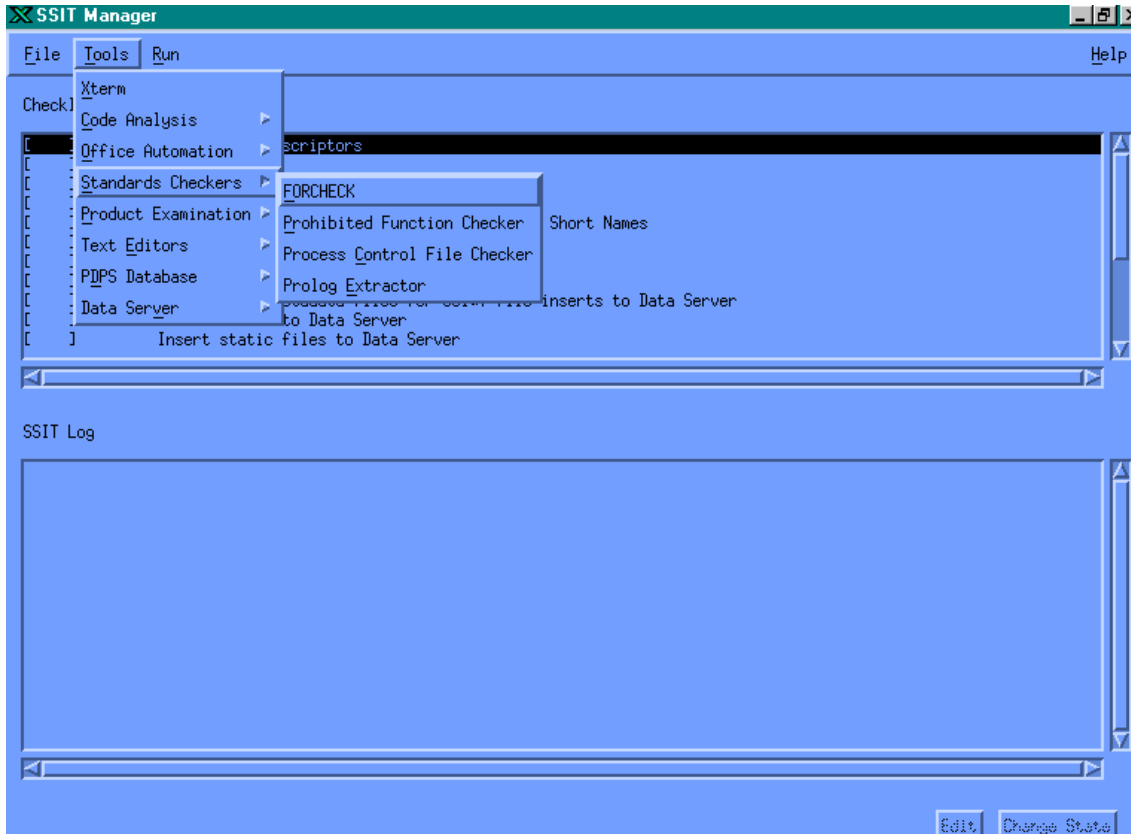 SSIT Manager
File Tools Run Help
Xterm
Code Analysis
Office Automation
Standards Checkers
Product Examination
Text Editors
PDPS Database
Data Server
FORCHECK
Prohibited Function Checker
Process Control File Checker
Prolog Extractor
scriptors
Short Names
inserts to Data Server
to Data Server
[ ] Insert static files to Data Server
SSIT Log
Edit Change State